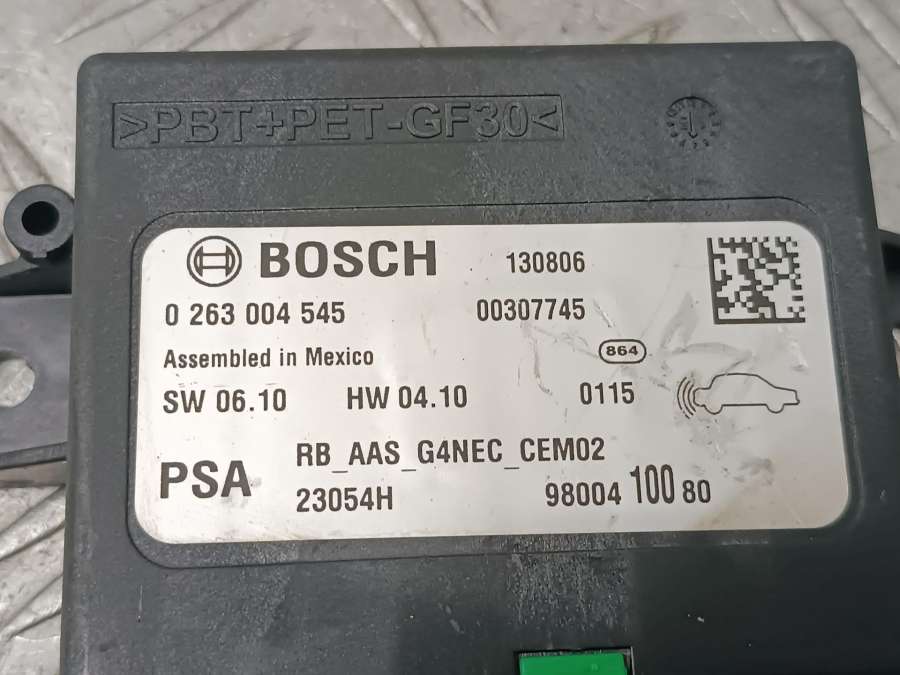 >PBT+PET-GF30<
BOSCH 130806
0 263 004 545 00307745
Assembled in Mexico 864
SW 06.10 HW 04.10 0115
RB_AAS_G4NEC_CEM02
PSA 23054H 98004 100 80